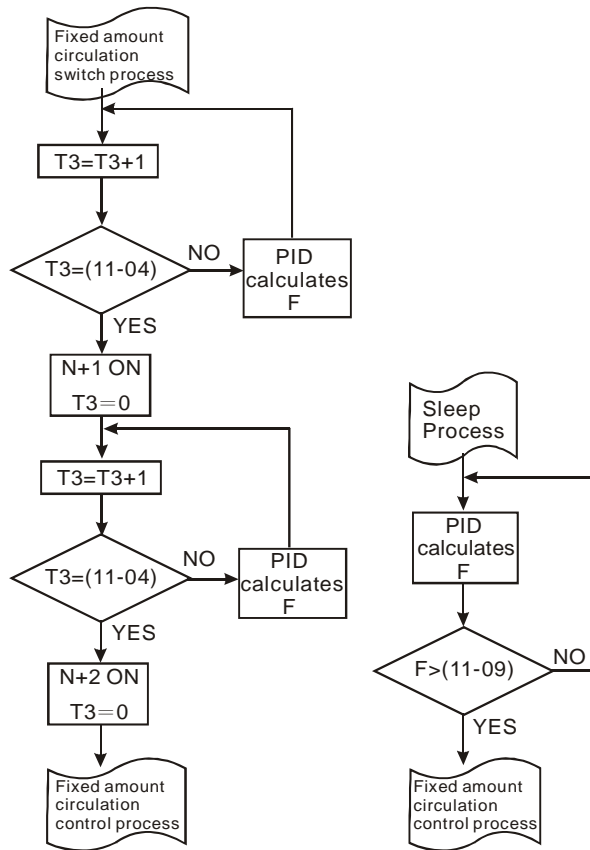 Fixed amount
circulation
switch process
T3=T3+1
T3=(11-04)
NO
PID
calculates
F
YES
N+1 ON
T3=0
T3=T3+1
T3=(11-04)
NO
PID
calculates
F
YES
N+2 ON
T3=0
Fixed amount
circulation
control process
Sleep
Process
PID
calculates
F
F>(11-09)
NO
YES
Fixed amount
circulation
control process